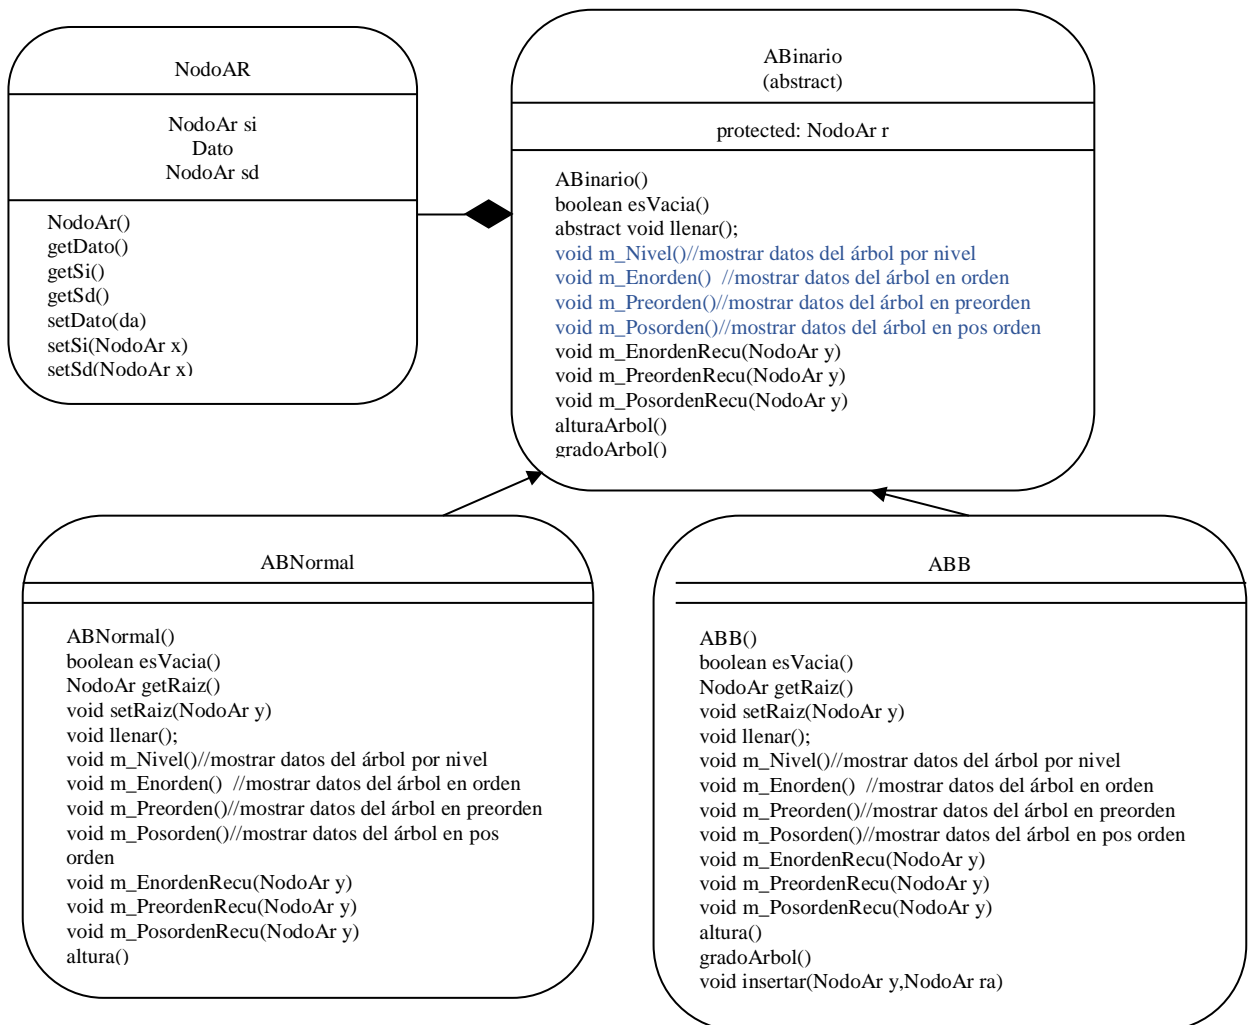 NodoAR
NodoAr si
Dato
NodoAr sd
NodoAr()
getDato()
getSi()
getSd()
setDato(da)
setSi(NodoAr x)
setSd(NodoAr x)
ABinario
(abstract)
protected: NodoAr r
ABinario()
boolean esVacia()
abstract void llenar();
void m_Nivel()//mostrar datos del árbol por nivel
void m_Enorden()  //mostrar datos del árbol en orden
void m_Preorden()//mostrar datos del árbol en preorden
void m_Posorden()//mostrar datos del árbol en pos orden
void m_EnordenRecu(NodoAr y)
void m_PreordenRecu(NodoAr y)
void m_PosordenRecu(NodoAr y)
alturaArbol()
gradoArbol()
ABNormal
ABNormal()
boolean esVacia()
NodoAr getRaiz()
void setRaiz(NodoAr y)
void llenar();
void m_Nivel()//mostrar datos del árbol por nivel
void m_Enorden()  //mostrar datos del árbol en orden
void m_Preorden()//mostrar datos del árbol en preorden
void m_Posorden()//mostrar datos del árbol en pos
orden
void m_EnordenRecu(NodoAr y)
void m_PreordenRecu(NodoAr y)
void m_PosordenRecu(NodoAr y)
altura()
ABB
ABB()
boolean esVacia()
NodoAr getRaiz()
void setRaiz(NodoAr y)
void llenar();
void m_Nivel()//mostrar datos del árbol por nivel
void m_Enorden()  //mostrar datos del árbol en orden
void m_Preorden()//mostrar datos del árbol en preorden
void m_Posorden()//mostrar datos del árbol en pos orden
void m_EnordenRecu(NodoAr y)
void m_PreordenRecu(NodoAr y)
void m_PosordenRecu(NodoAr y)
altura()
gradoArbol()
void insertar(NodoAr y,NodoAr ra)